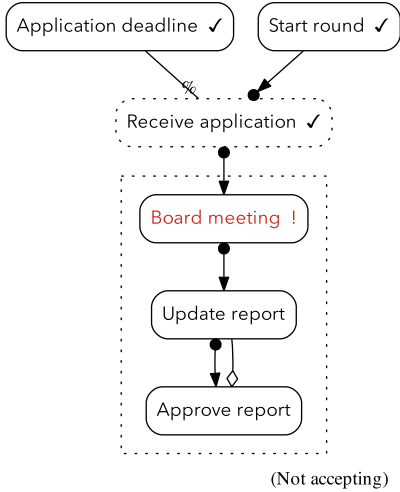 Application deadline ✓
Start round ✓
%
Receive application ✓
Board meeting !
Update report
Approve report
(Not accepting)